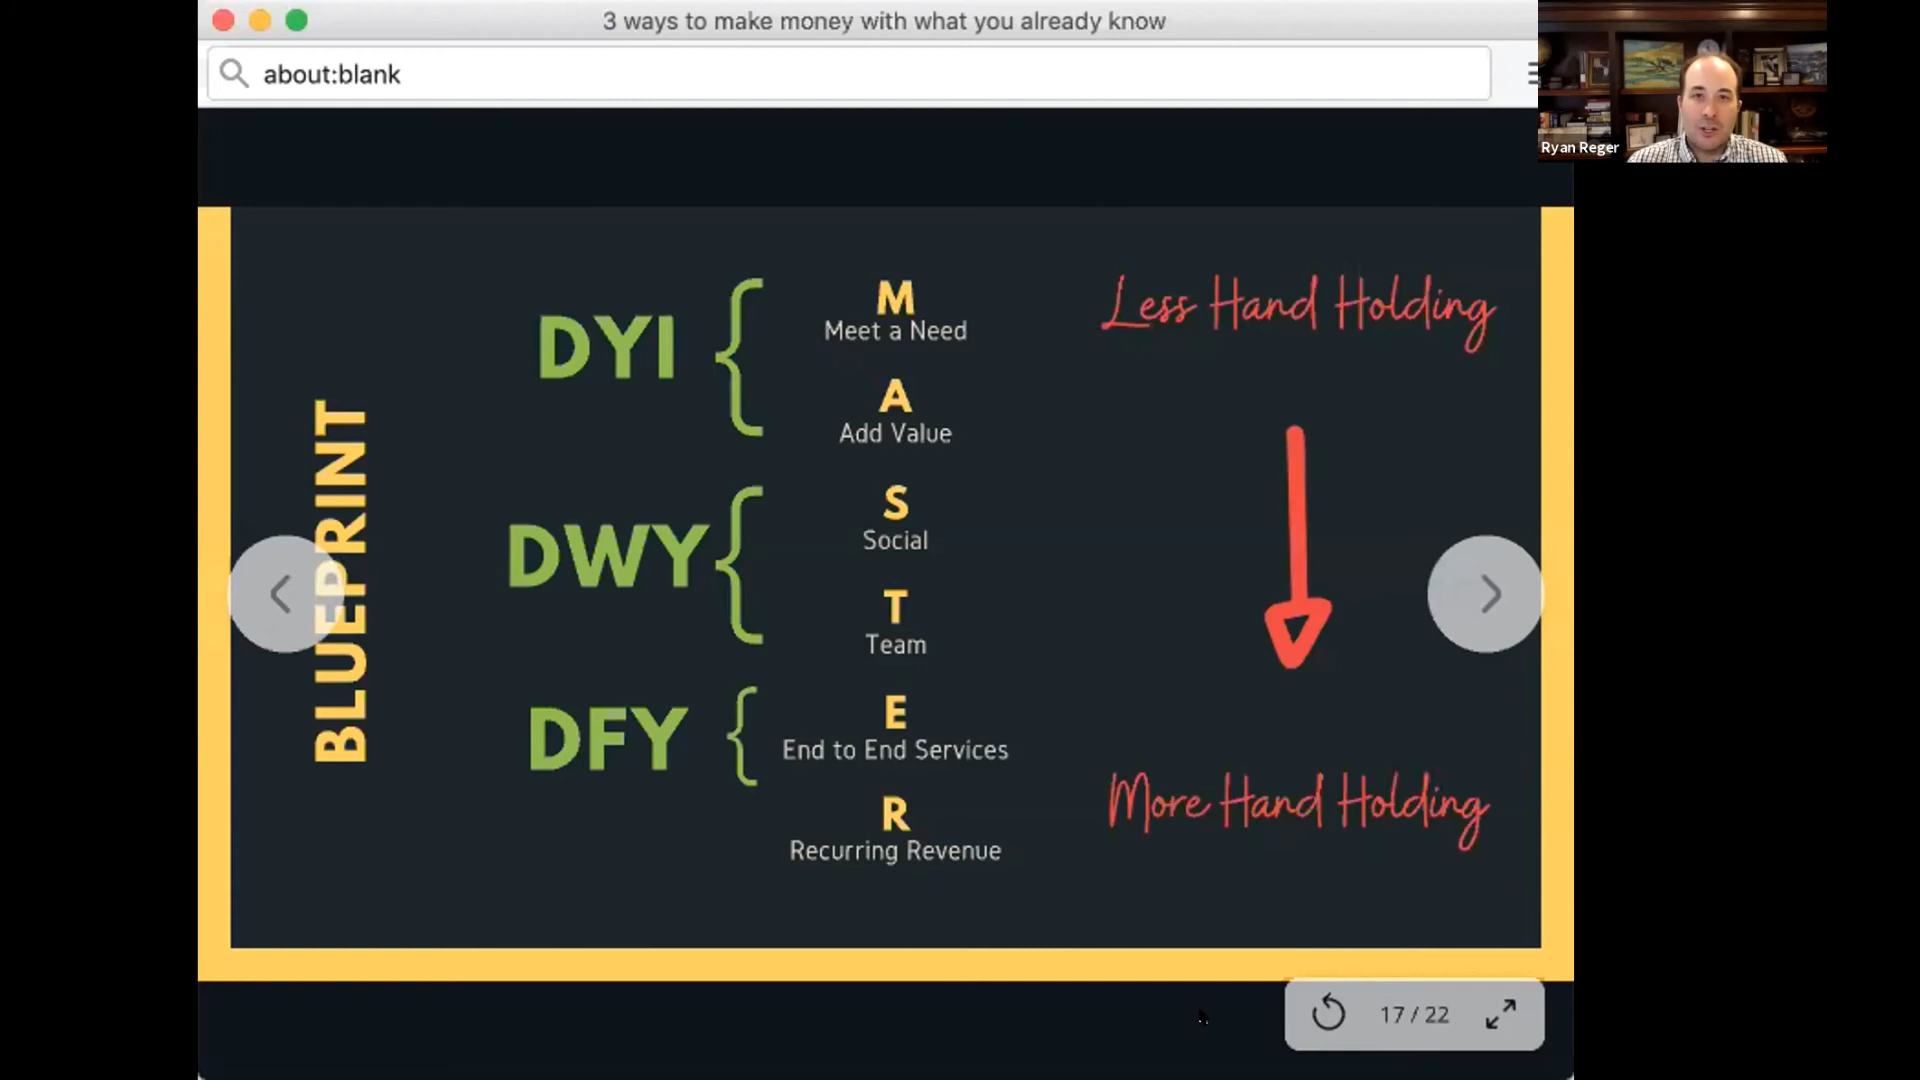 3 ways to make money with what you already know
about:blank
Ryan Reger
BLUEPRINT
DYI
M
Meet a Need
A
Add Value
DWY
S
Social
T
Team
DFY
E
End to End Services
R
Recurring Revenue
Less Hand Holding
More Hand Holding
17 / 22